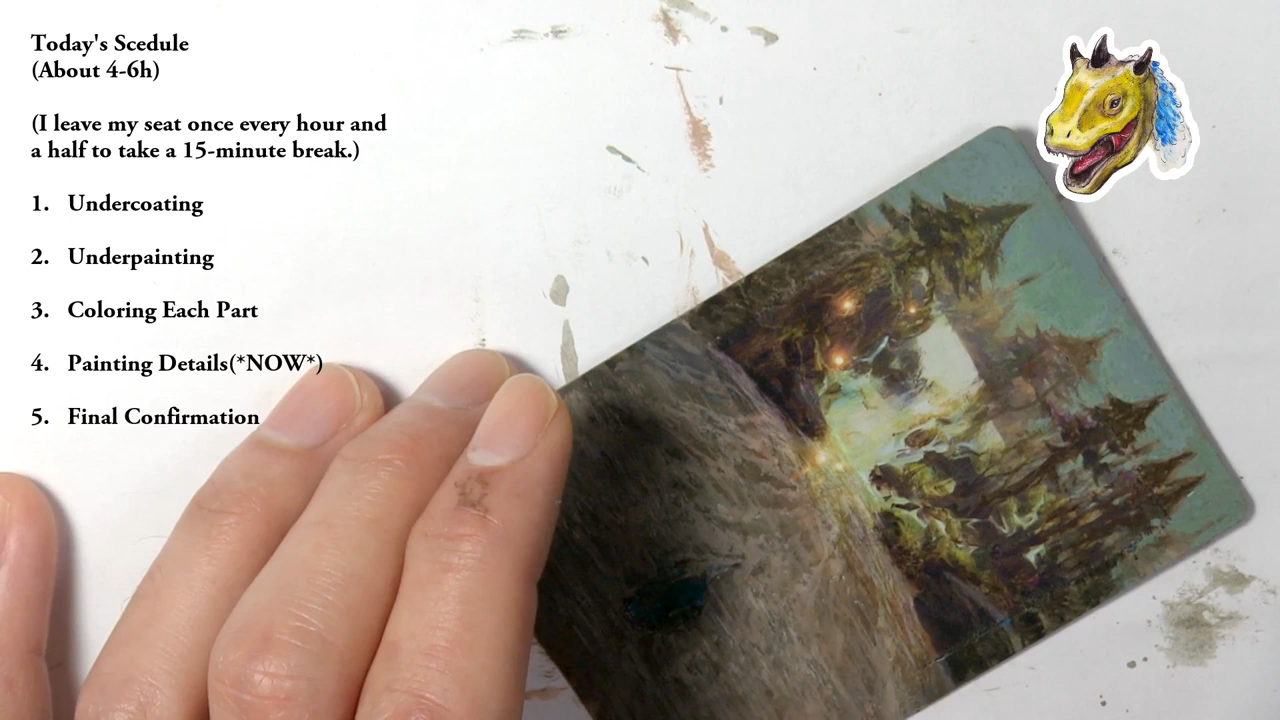 Today's Scedule
(About 4-6h)
(I leave my seat once every hour and
a half to take a 15-minute break.)
1. Undercoating
2. Underpainting
3. Coloring Each Part
4. Painting Details(*NOW*)
5. Final Confirmation